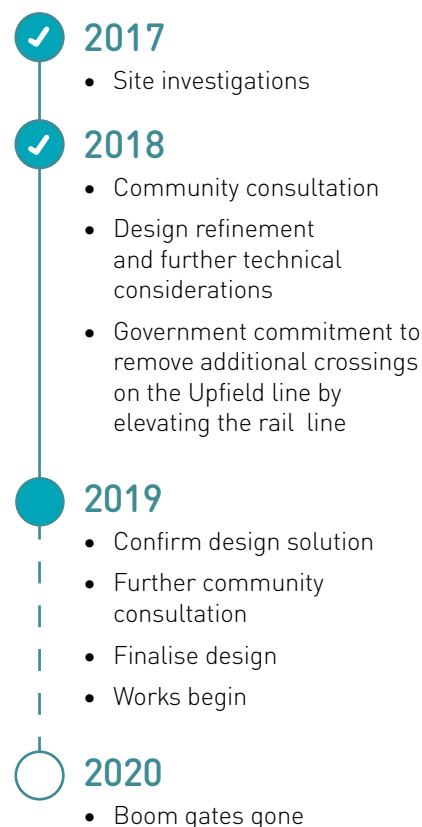 2017
• Site investigations
2018
• Community consultation
• Design refinement
and further technical
considerations
• Government commitment to
remove additional crossings
on the Upfield line by
elevating the rail line
2019
• Confirm design solution
• Further community
consultation
• Finalise design
• Works begin
2020
• Boom gates gone